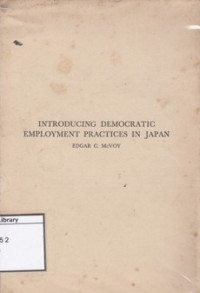 INTRODUCING DEMOCRATIC
EMPLOYMENT PRACTICES IN JAPAN
EDGAR C. McVOY
Library
52